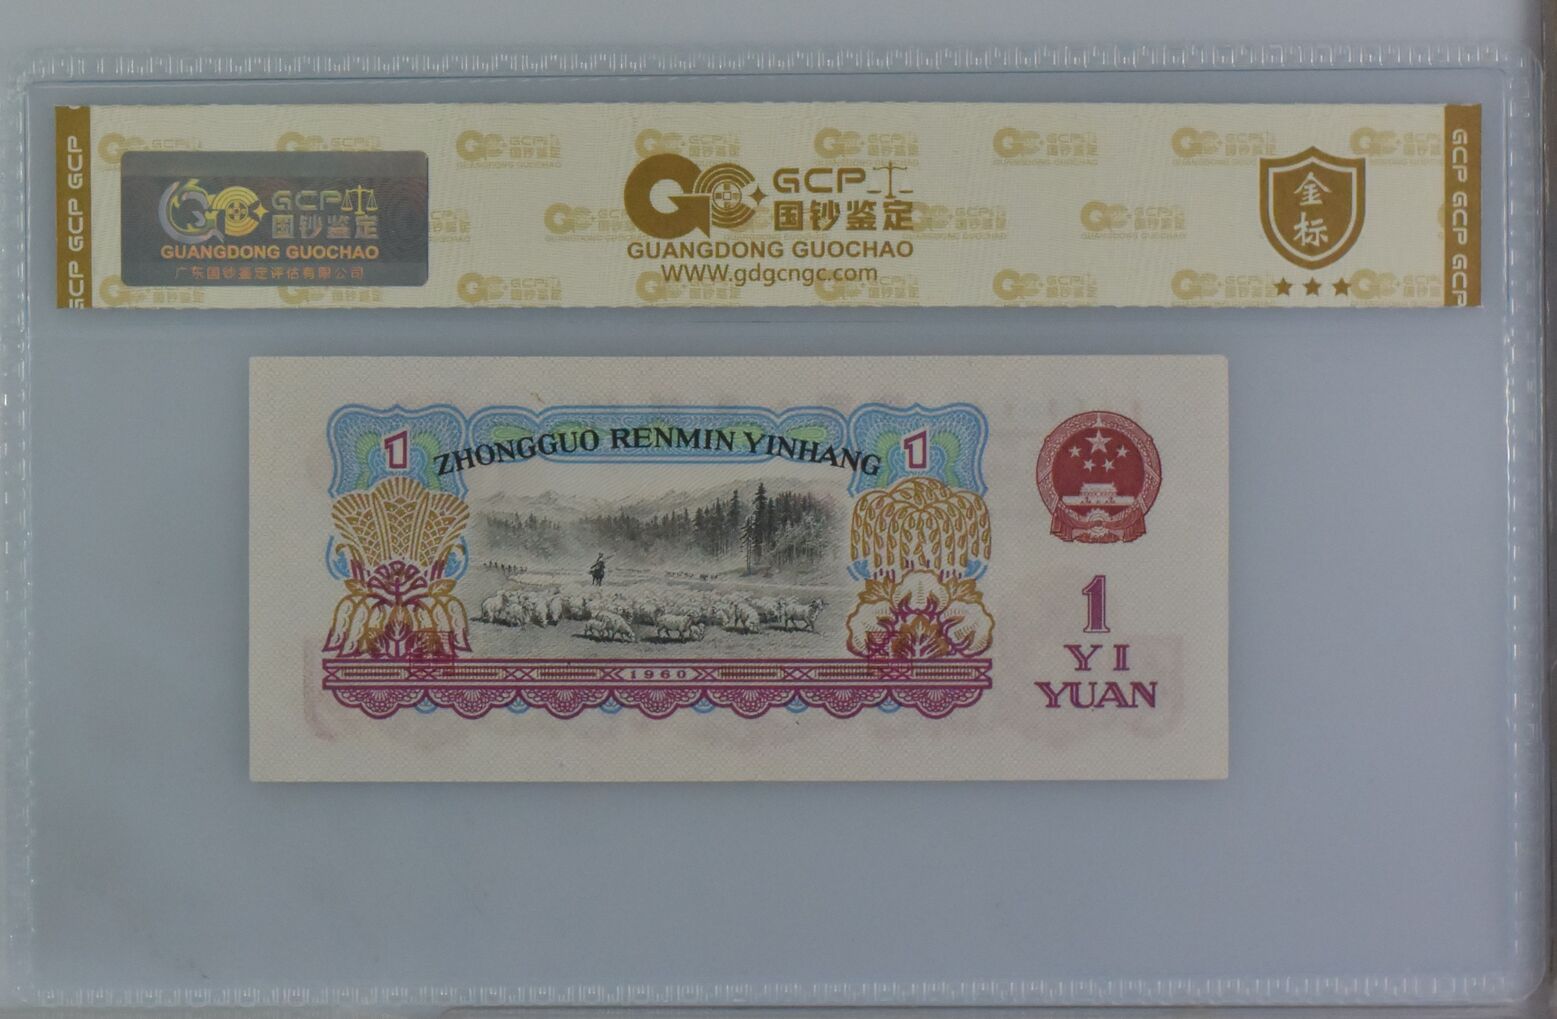 GCP GCP
GCP 国钞鉴定
GUANGDONG GUOCHAO
广东国钞鉴定评估有限公司
GCP
国钞鉴定
GUANGDONG GUOCHAO
WWW.gdgcngc.com
金标
GCP GCP GCP
1
ZHONGGUO RENMIN YINHANG
1
1960
1
YI
YUAN